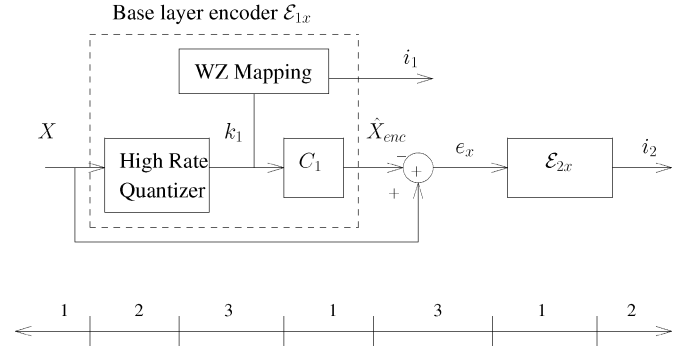 Base layer encoder ℰ₁ₓ
WZ Mapping
i₁
X
k₁
X̂ₑₙ𝒸
High Rate
Quantizer
C₁
−
+
+
eₓ
ℰ₂ₓ
i₂
1 2 3 1 3 1 2